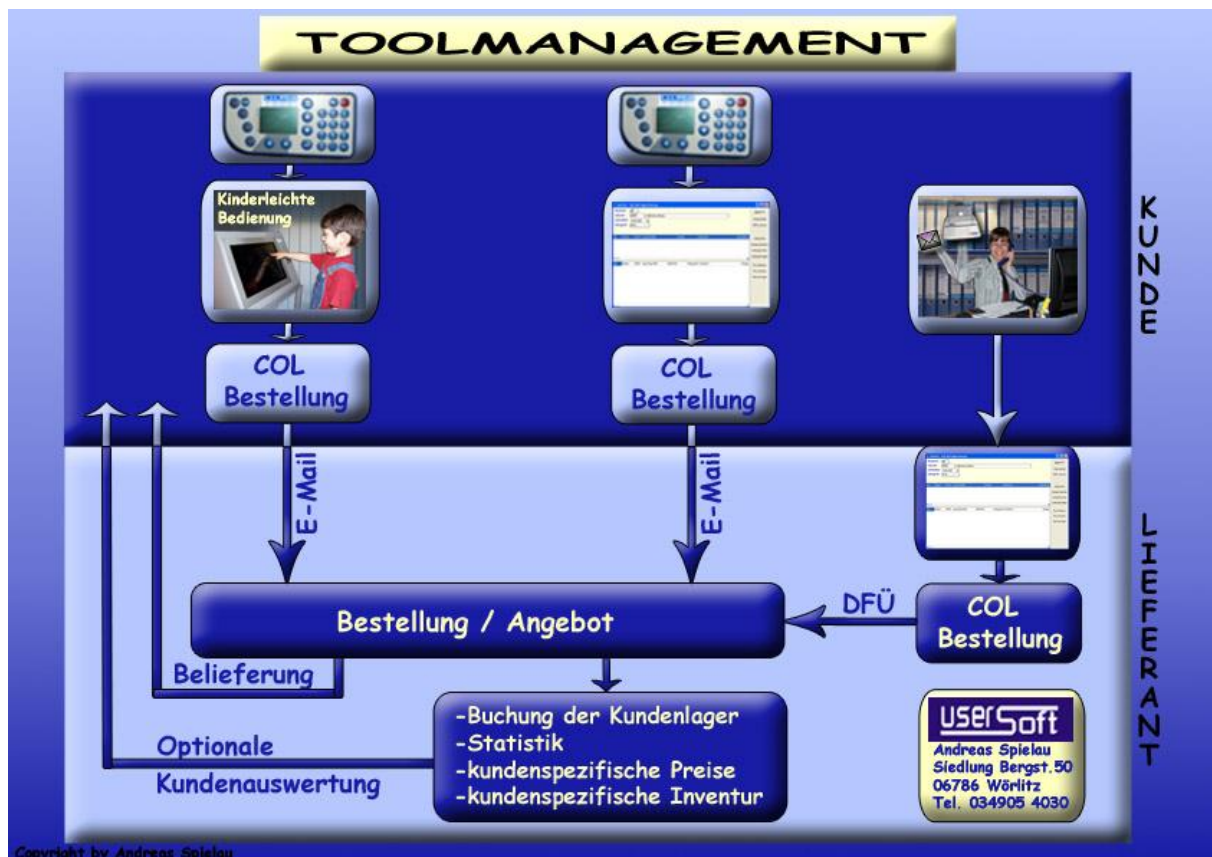 TOOLMANAGEMENT
Kinderleichte
Bedienung
KUNDE
COL
Bestellung
COL
Bestellung
E-Mail
E-Mail
LIEFERANT
Bestellung / Angebot
DFÜ
COL
Bestellung
Belieferung
-Buchung der Kundenlager
-Statistik
-kundenspezifische Preise
-kundenspezifische Inventur
Optionale
Kundenauswertung
userSoft
Andreas Spielau
Siedlung Bergst.50
06786 Wörlitz
Tel. 034905 4030
Copyright by Andreas Spielau